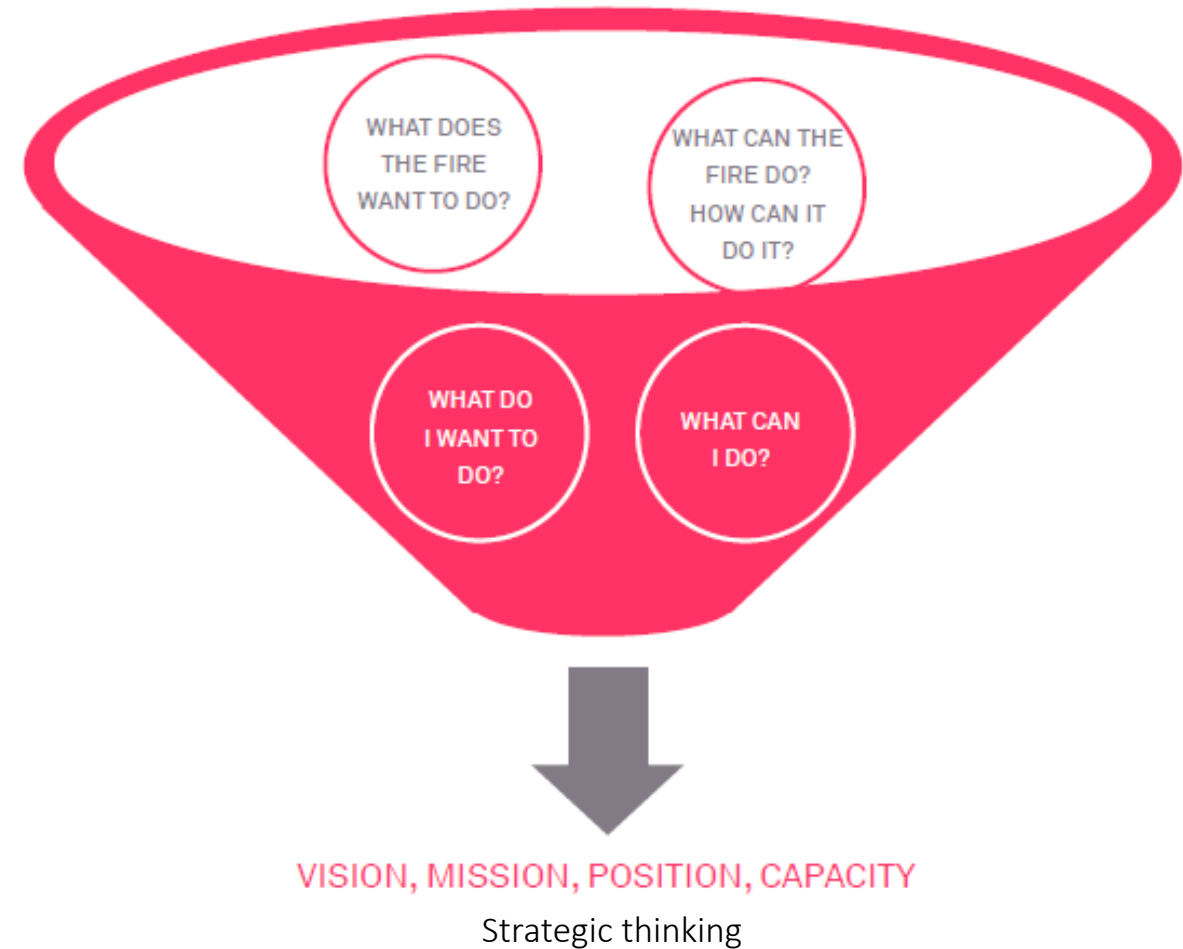 WHAT DOES
THE FIRE
WANT TO DO?
WHAT CAN THE
FIRE DO?
HOW CAN IT
DO IT?
WHAT DO
I WANT TO
DO?
WHAT CAN
I DO?
VISION, MISSION, POSITION, CAPACITY
Strategic thinking